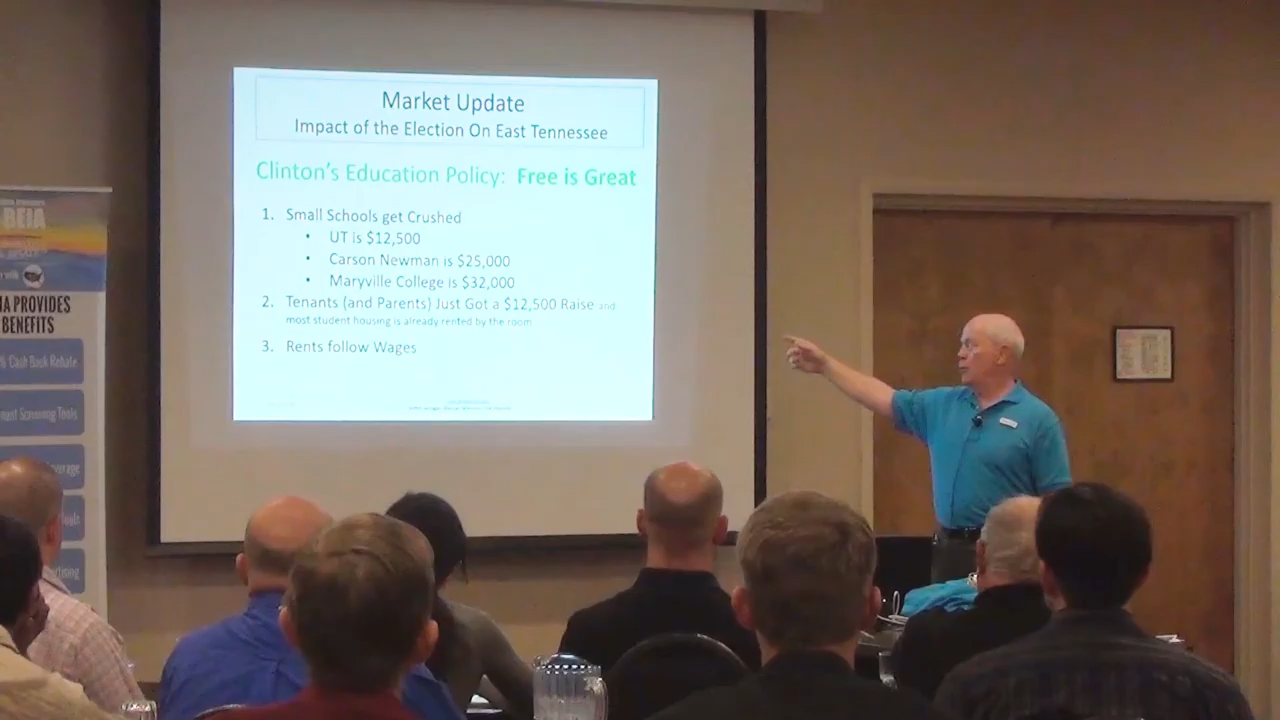 Market Update
Impact of the Election On East Tennessee
Clinton's Education Policy: Free is Great
1. Small Schools get Crushed
• UT is $12,500
• Carson Newman is $25,000
• Maryville College is $32,000
2. Tenants (and Parents) Just Got a $12,500 Raise and
most student housing is already rented by the room
3. Rents follow Wages
REIA
PROVIDES
BENEFITS
% Cash Back Rebate
Screening Tools